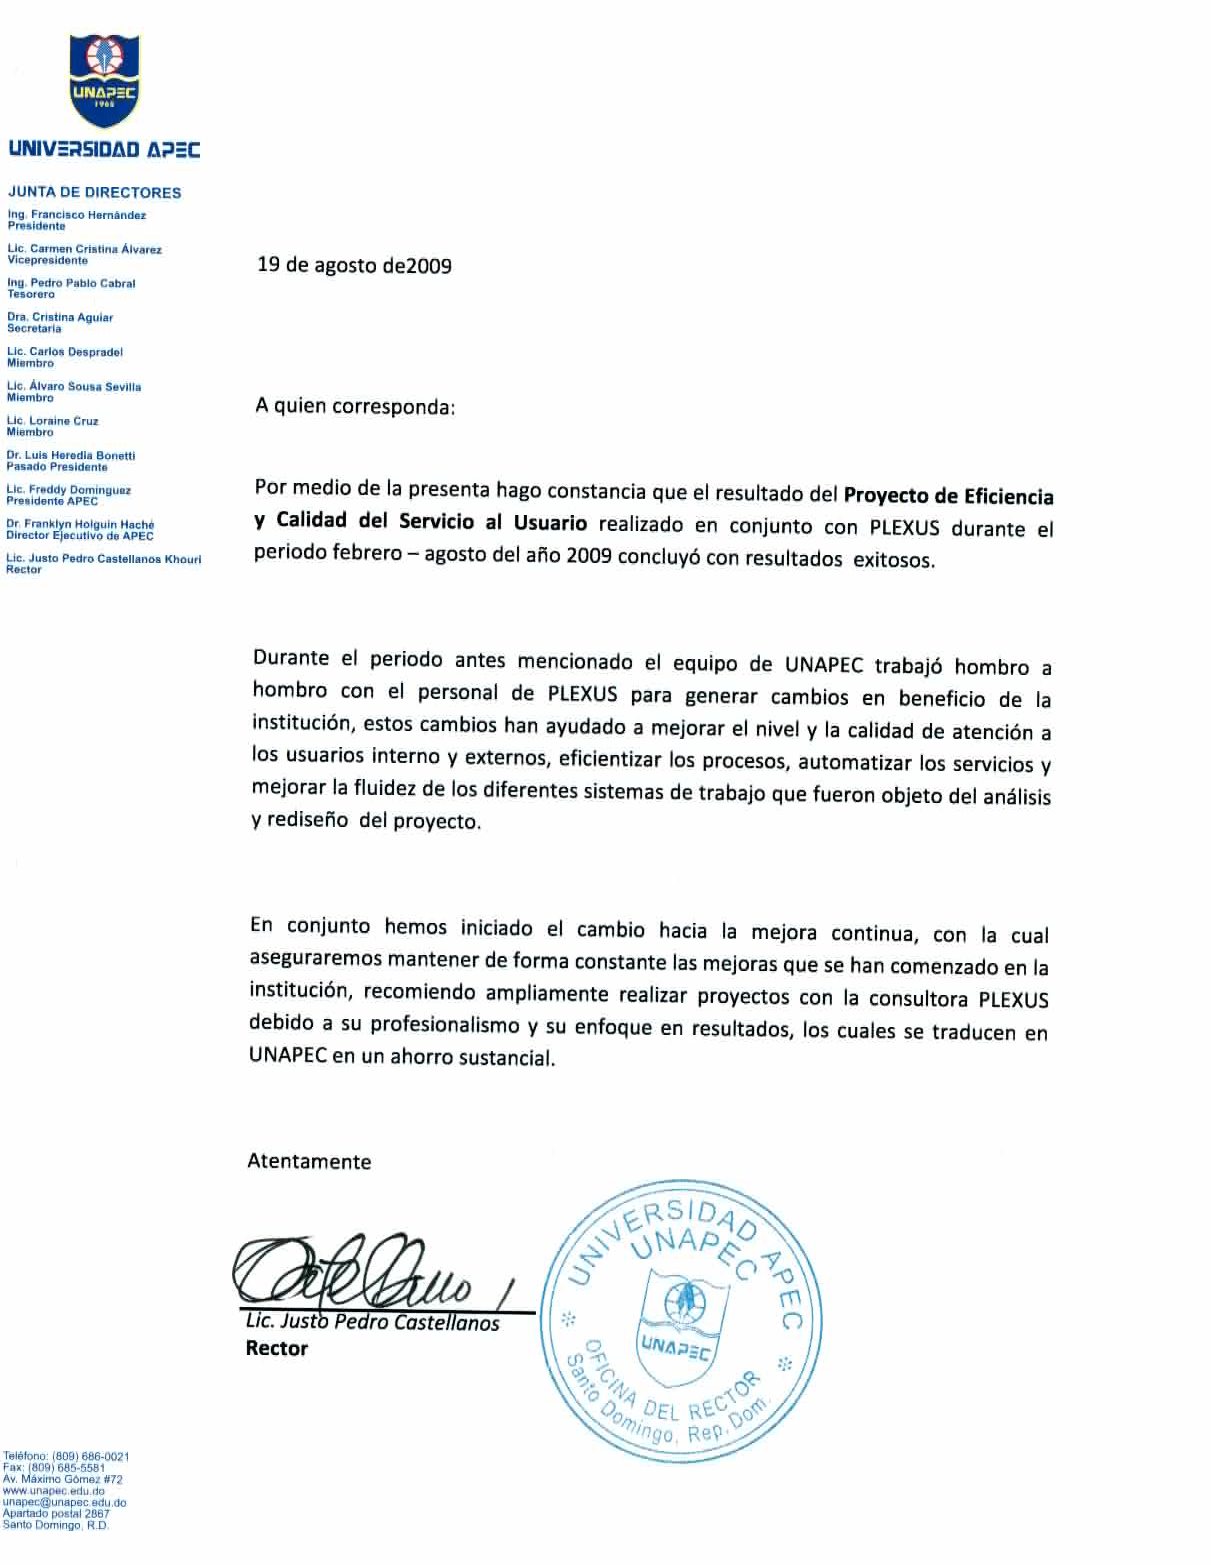 UNAPEC
1965
UNIVERSIDAD APEC
JUNTA DE DIRECTORES
Ing. Francisco Hernández
Presidente
Lic. Carmen Cristina Álvarez
Vicepresidente
Ing. Pedro Pablo Cabral
Tesorero
Dra. Cristina Aguiar
Secretaria
Lic. Carlos Despradel
Miembro
Lic. Álvaro Sousa Sevilla
Miembro
Lic. Loraine Cruz
Miembro
Dr. Luis Heredia Bonetti
Pasado Presidente
Lic. Freddy Domínguez
Presidente APEC
Dr. Franklyn Holguín Haché
Director Ejecutivo de APEC
Lic. Justo Pedro Castellanos Khouri
Rector
19 de agosto de2009
A quien corresponda:
Por medio de la presenta hago constancia que el resultado del Proyecto de Eficiencia
y Calidad del Servicio al Usuario realizado en conjunto con PLEXUS durante el
periodo febrero – agosto del año 2009 concluyó con resultados exitosos.
Durante el periodo antes mencionado el equipo de UNAPEC trabajó hombro a
hombro con el personal de PLEXUS para generar cambios en beneficio de la
institución, estos cambios han ayudado a mejorar el nivel y la calidad de atención a
los usuarios interno y externos, eficientizar los procesos, automatizar los servicios y
mejorar la fluidez de los diferentes sistemas de trabajo que fueron objeto del análisis
y rediseño del proyecto.
En conjunto hemos iniciado el cambio hacia la mejora continua, con la cual
aseguraremos mantener de forma constante las mejoras que se han comenzado en la
institución, recomiendo ampliamente realizar proyectos con la consultora PLEXUS
debido a su profesionalismo y su enfoque en resultados, los cuales se traducen en
UNAPEC en un ahorro sustancial.
Atentamente
Lic. Justo Pedro Castellanos
Rector
UNIVERSIDAD APEC
UNAPEC
UNAPEC
OFICINA DEL RECTOR
Santo Domingo, Rep. Dom.
Teléfono: (809) 686-0021
Fax: (809) 685-5581
Av. Máximo Gómez #72
www.unapec.edu.do
unapec@unapec.edu.do
Apartado postal 2867
Santo Domingo, R.D.